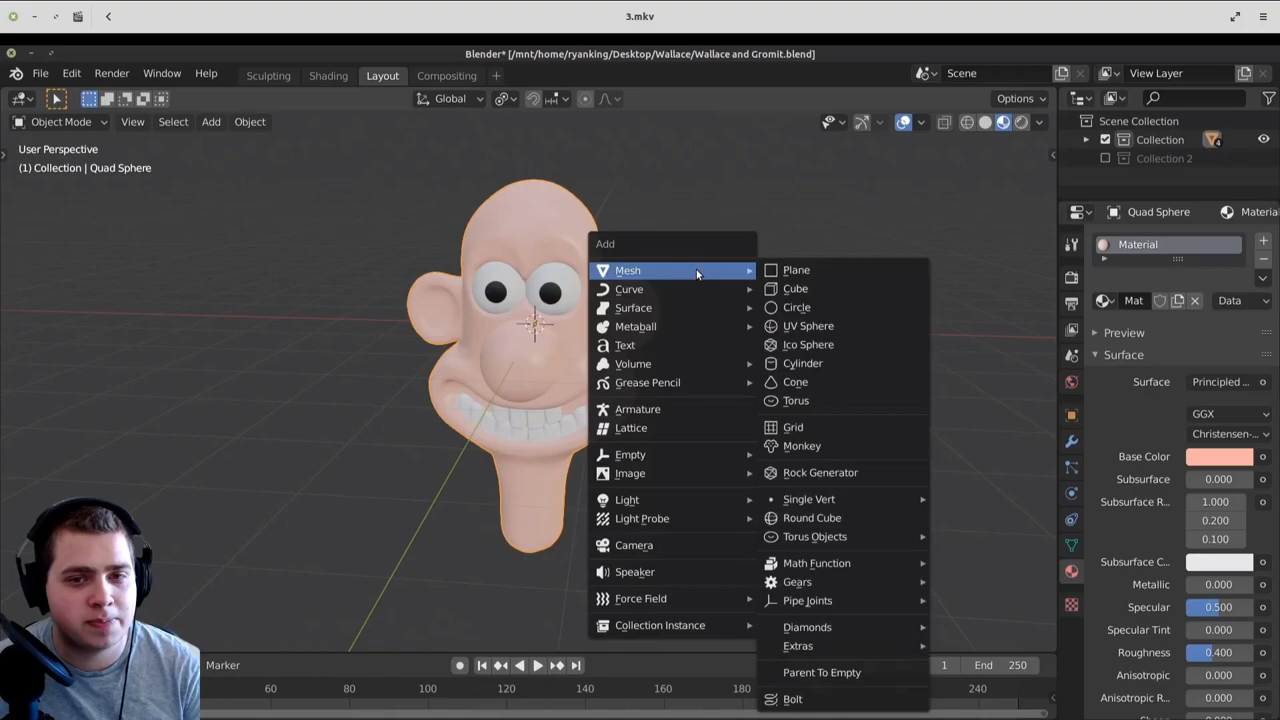 3.mkv
Blender* [/mnt/home/ryanking/Desktop/Wallace/Wallace and Gromit.blend]
File Edit Render Window Help Sculpting Shading Layout Compositing + Scene View Layer
Global Options
Object Mode View Select Add Object
User Perspective
(1) Collection | Quad Sphere
Scene Collection
Collection 4
Collection 2
Quad Sphere Materia
Material
Mat Data
Preview
Surface
Surface Principled ...
GGX
Christensen-...
Base Color
Subsurface 0.000
Subsurface R... 1.000
0.200
0.100
Subsurface C...
Metallic 0.000
Specular 0.500
Specular Tint 0.000
Roughness 0.400
Anisotropic 0.000
Anisotropic R... 0.000
Add
Mesh
Curve
Surface
Metaball
Text
Volume
Grease Pencil
Armature
Lattice
Empty
Image
Light
Light Probe
Camera
Speaker
Force Field
Collection Instance
Plane
Cube
Circle
UV Sphere
Ico Sphere
Cylinder
Cone
Torus
Grid
Monkey
Rock Generator
Single Vert
Round Cube
Torus Objects
Math Function
Gears
Pipe Joints
Diamonds
Extras
Parent To Empty
Bolt
Marker 1 End 250
60 80 100 120 140 160 180 240